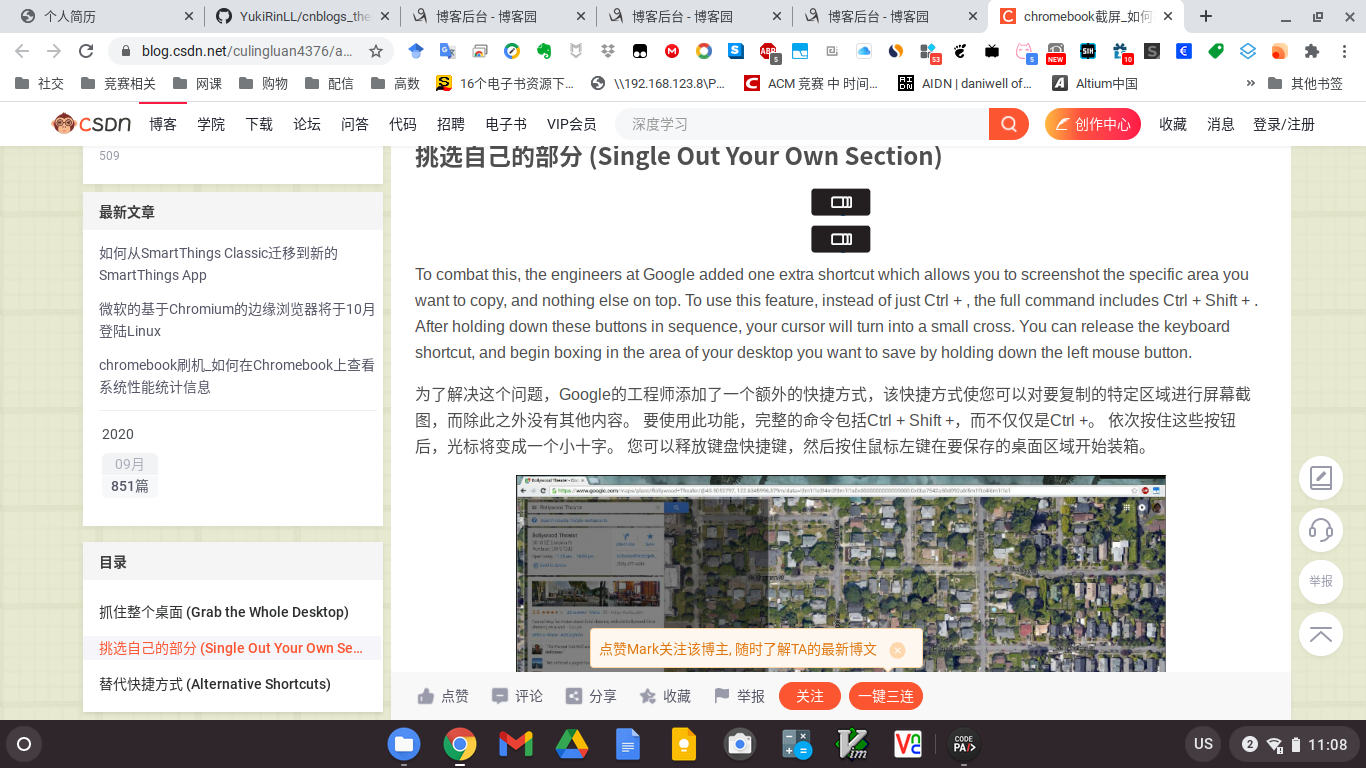 个人简历
YukiRinLL/cnblogs_the
博客后台 - 博客园
博客后台 - 博客园
博客后台 - 博客园
chromebook截屏_如何
blog.csdn.net/culingluan4376/a...
5
53
5
NEW
10
社交
竞赛相关
网课
购物
配信
高数
16个电子书资源下...
\\192.168.123.8\P...
ACM 竞赛 中 时间...
AIDN | daniwell of...
Altium中国
»
其他书签
CSDN
博客
学院
下载
论坛
问答
代码
招聘
电子书
VIP会员
深度学习
创作中心
收藏
消息
登录/注册
509
最新文章
如何从SmartThings Classic迁移到新的
SmartThings App
微软的基于Chromium的边缘浏览器将于10月
登陆Linux
chromebook刷机_如何在Chromebook上查看
系统性能统计信息
2020
09月
851篇
目录
抓住整个桌面 (Grab the Whole Desktop)
挑选自己的部分 (Single Out Your Own Se...
替代快捷方式 (Alternative Shortcuts)
挑选自己的部分 (Single Out Your Own Section)
To combat this, the engineers at Google added one extra shortcut which allows you to screenshot the specific area you
want to copy, and nothing else on top. To use this feature, instead of just Ctrl + , the full command includes Ctrl + Shift + .
After holding down these buttons in sequence, your cursor will turn into a small cross. You can release the keyboard
shortcut, and begin boxing in the area of your desktop you want to save by holding down the left mouse button.
为了解决这个问题，Google的工程师添加了一个额外的快捷方式，该快捷方式使您可以对要复制的特定区域进行屏幕截
图，而除此之外没有其他内容。 要使用此功能，完整的命令包括Ctrl + Shift +，而不仅仅是Ctrl +。 依次按住这些按钮
后，光标将变成一个小十字。 您可以释放键盘快捷键，然后按住鼠标左键在要保存的桌面区域开始装箱。
Bollywood Theater
Bollywood Theater
点赞Mark关注该博主, 随时了解TA的最新博文
点赞
评论
分享
收藏
举报
关注
一键三连
举报
CODE
PA/>
US
2
11:08